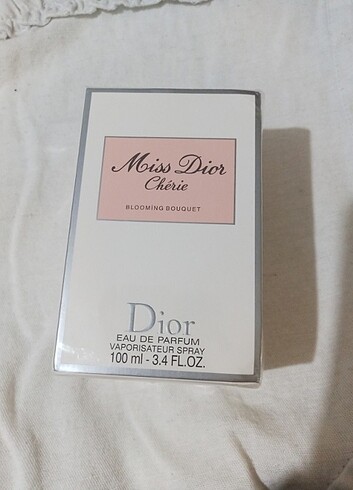 Miss Dior
Chérie
BLOOMING BOUQUET
Dior
EAU DE PARFUM
VAPORISATEUR SPRAY
100 ml - 3.4 FL.OZ.